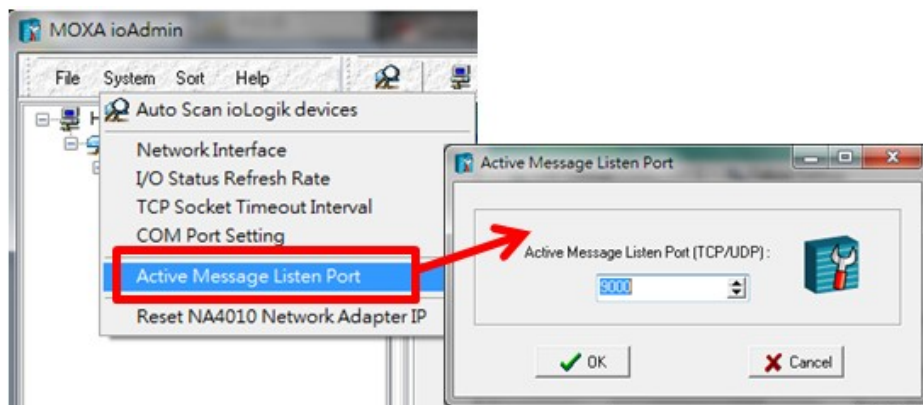 MOXA ioAdmin
File System Sort Help
Auto Scan ioLogik devices
Network Interface
I/O Status Refresh Rate
TCP Socket Timeout Interval
COM Port Setting
Active Message Listen Port
Reset NA4010 Network Adapter IP
Active Message Listen Port
Active Message Listen Port (TCP/UDP) :
9000
OK Cancel